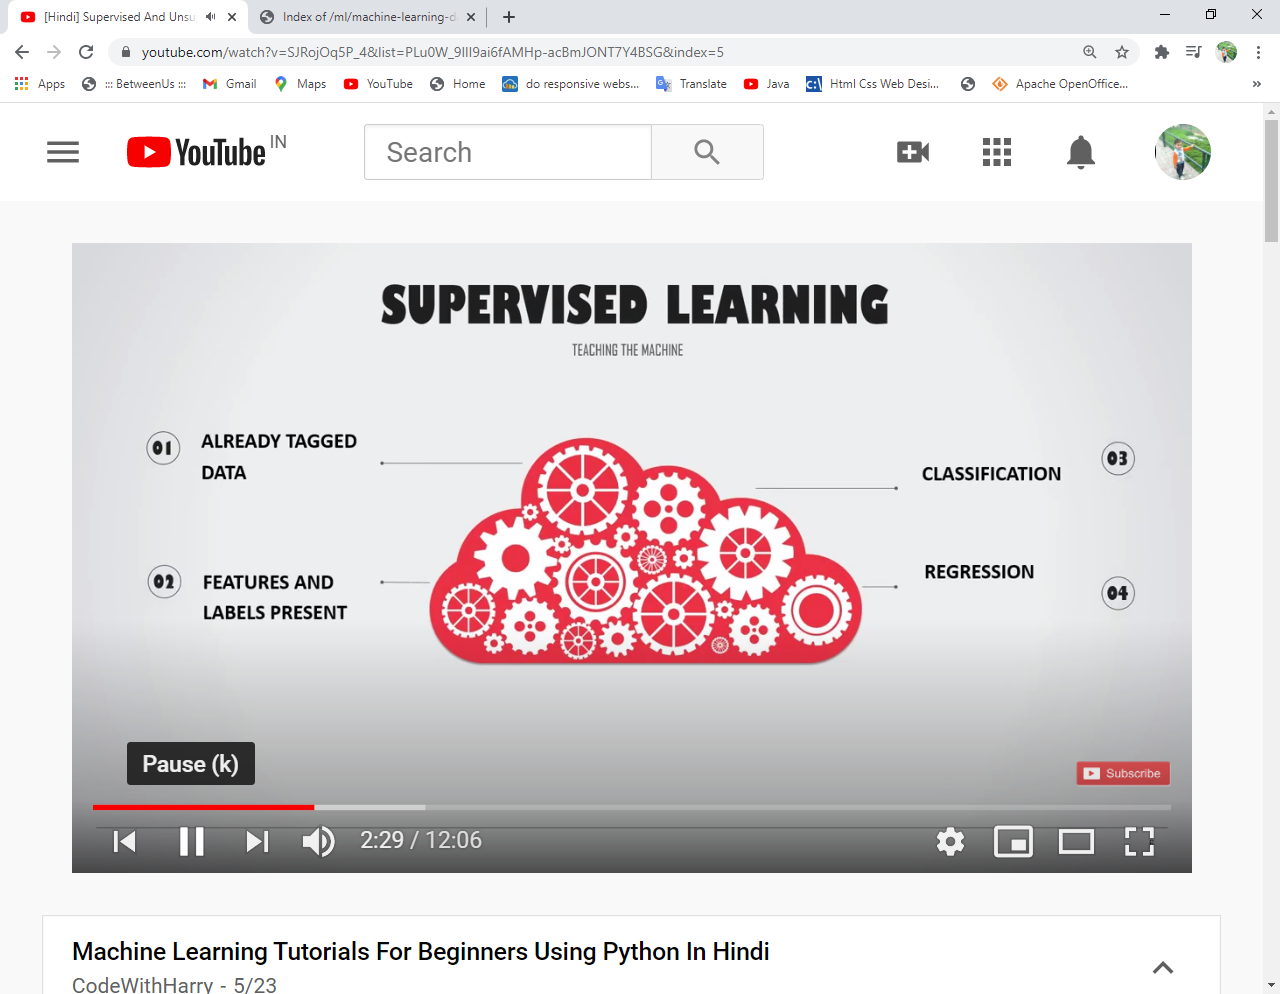 [Hindi] Supervised And Unsu
Index of /ml/machine-learning-d
youtube.com/watch?v=SJRojOq5P_4&list=PLu0W_9lII9ai6fAMHp-acBmJONT7Y4BSG&index=5
Apps
::: BetweenUs :::
Gmail
Maps
YouTube
Home
do responsive webs...
Translate
Java
C:\
Html Css Web Desi...
Apache OpenOffice...
»
YouTube IN
Search
SUPERVISED LEARNING
TEACHING THE MACHINE
01 ALREADY TAGGED
DATA
02 FEATURES AND
LABELS PRESENT
CLASSIFICATION 03
REGRESSION 04
Pause (k)
Subscribe
2:29 / 12:06
Machine Learning Tutorials For Beginners Using Python In Hindi
CodeWithHarry - 5/23